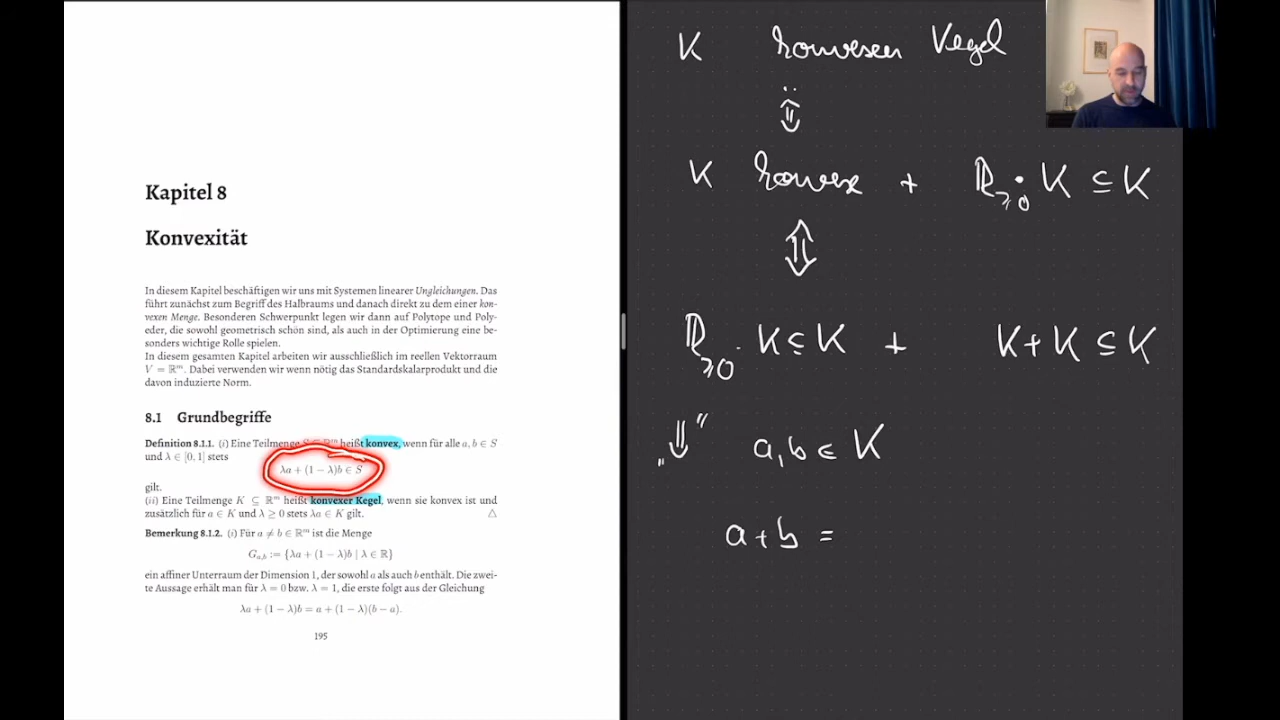 Kapitel 8
Konvexität
In diesem Kapitel beschäftigen wir uns mit Systemen linearer Ungleichungen. Das
führt zunächst zum Begriff des Halbraums und danach direkt zu dem einer kon-
vexen Menge. Besonderen Schwerpunkt legen wir dann auf Polytope und Poly-
eder, die sowohl geometrisch schön sind, als auch in der Optimierung eine be-
sonders wichtige Rolle spielen.
In diesem gesamten Kapitel arbeiten wir ausschließlich im reellen Vektorraum
V = ℝᵐ. Dabei verwenden wir wenn nötig das Standardskalarprodukt und die
davon induzierte Norm.
8.1 Grundbegriffe
Definition 8.1.1. (i) Eine Teilmenge S ⊆ ℝᵐ heißt konvex, wenn für alle a, b ∈ S
und λ ∈ [0, 1] stets
λa + (1 − λ)b ∈ S
gilt.
(ii) Eine Teilmenge K ⊆ ℝᵐ heißt konvexer Kegel, wenn sie konvex ist und
zusätzlich für a ∈ K und λ ≥ 0 stets λa ∈ K gilt. △
Bemerkung 8.1.2. (i) Für a ≠ b ∈ ℝᵐ ist die Menge
G_{a,b} := {λa + (1 − λ)b | λ ∈ ℝ}
ein affiner Unterraum der Dimension 1, der sowohl a als auch b enthält. Die zwei-
te Aussage erhält man für λ = 0 bzw. λ = 1, die erste folgt aus der Gleichung
λa + (1 − λ)b = a + (1 − λ)(b − a).
195
K konvexer Kegel
:⇕
K konvex + ℝ≥0 · K ⊆ K
⇕
ℝ≥0 · K ⊆ K + K + K ⊆ K
„⇓“ a, b ∈ K
a + b =